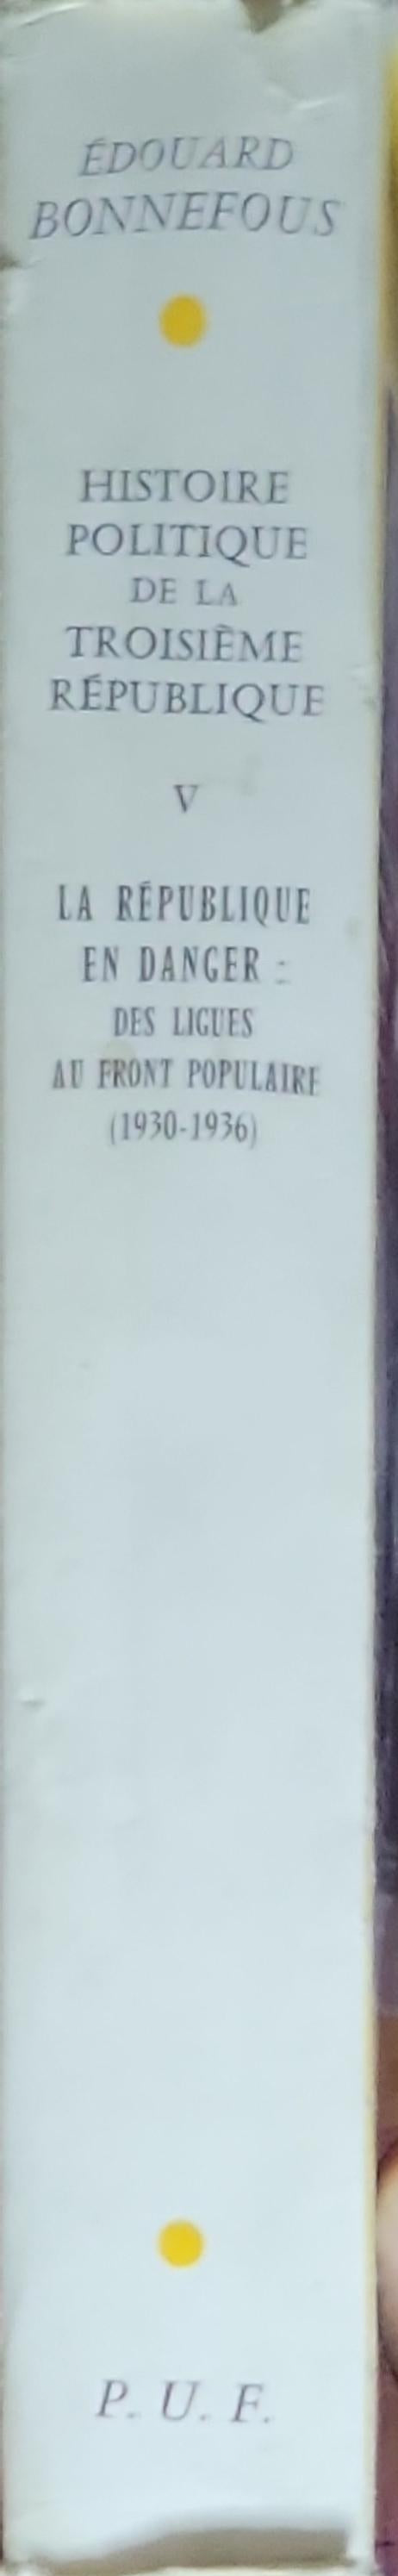 ÉDOUARD
BONNEFOUS
HISTOIRE
POLITIQUE
DE LA
TROISIÈME
RÉPUBLIQUE
V
LA RÉPUBLIQUE
EN DANGER :
DES LIGUES
AU FRONT POPULAIRE
(1930-1936)
P. U. F.